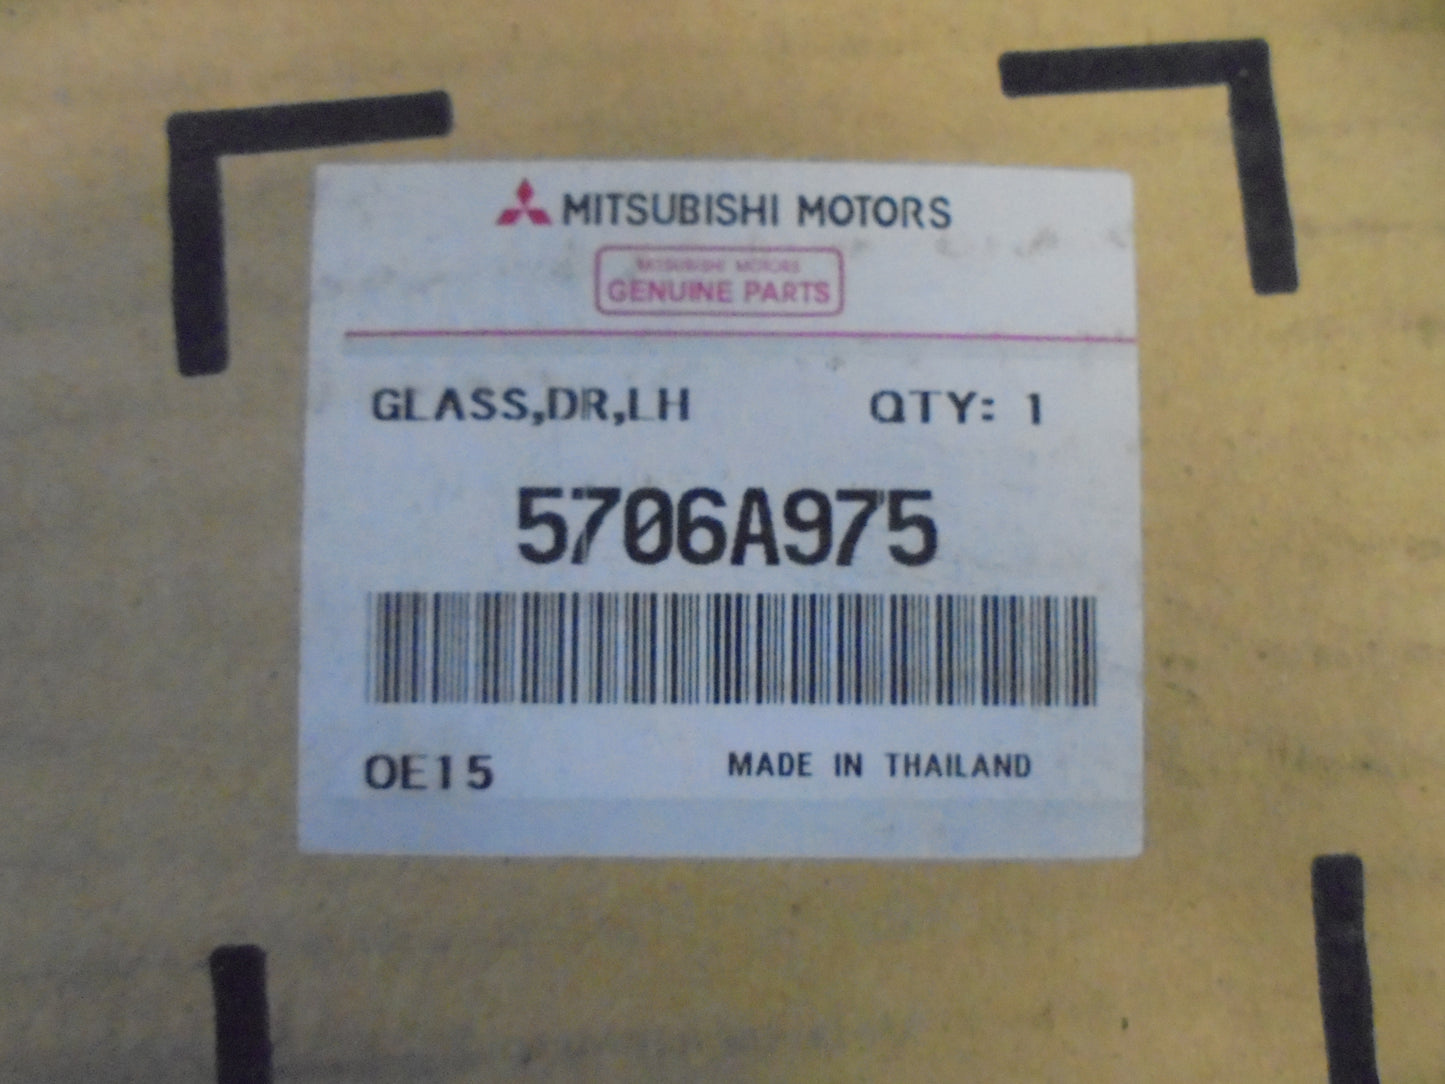 MITSUBISHI MOTORS
MITSUBISHI MOTORS
GENUINE PARTS
GLASS,DR,LH QTY: 1
5706A975
OE15 MADE IN THAILAND